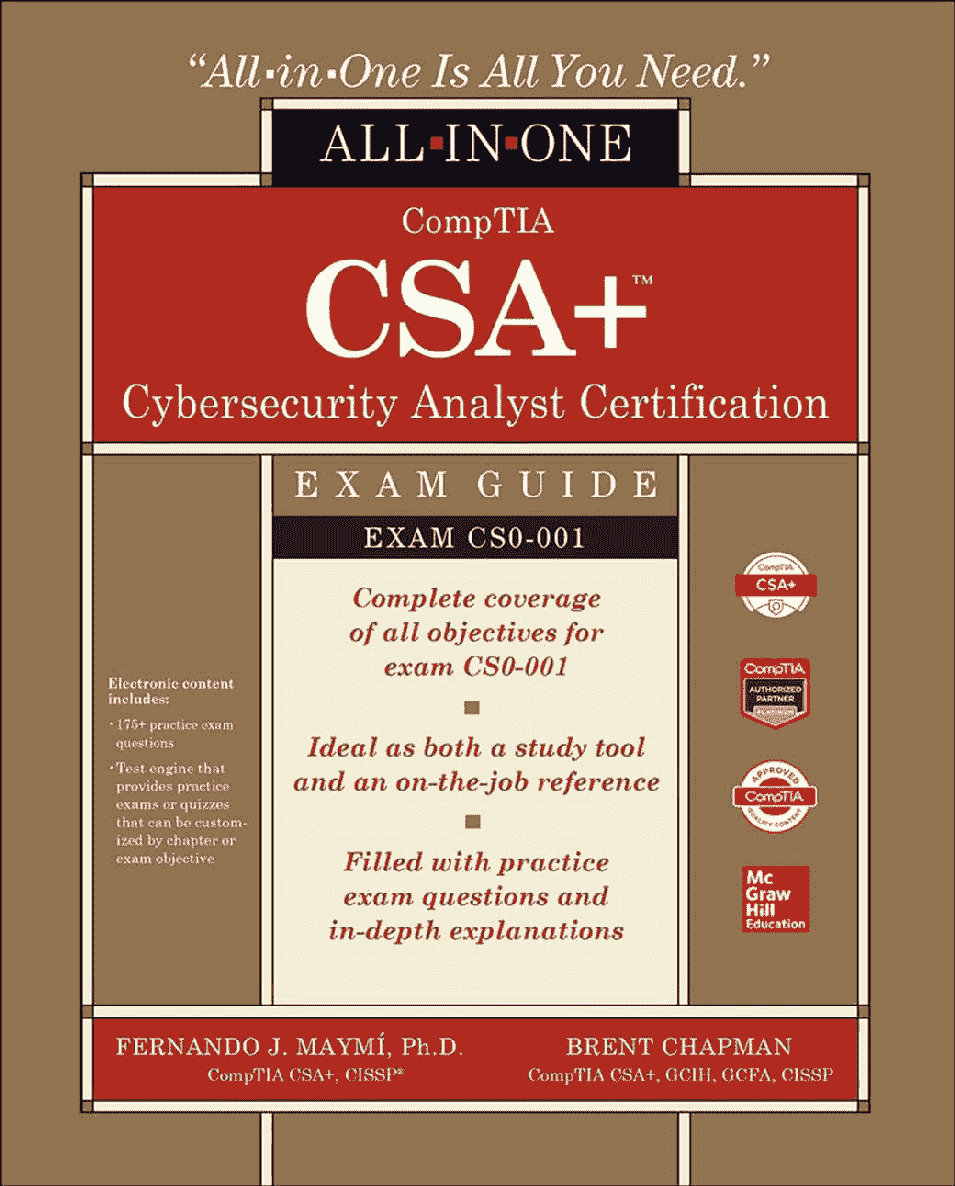 “All▪in▪One Is All You Need.”
ALL▪IN▪ONE
CompTIA
CSA+™
Cybersecurity Analyst Certification
EXAM GUIDE
EXAM CS0-001
Complete coverage
of all objectives for
exam CS0-001
Ideal as both a study tool
and an on-the-job reference
Filled with practice
exam questions and
in-depth explanations
Electronic content
includes:
• 175+ practice exam
questions
• Test engine that
provides practice
exams or quizzes
that can be custom-
ized by chapter or
exam objective
CompTIA
CSA+
CompTIA
AUTHORIZED
PARTNER
PLATINUM
APPROVED
CompTIA
QUALITY CONTENT
Mc
Graw
Hill
Education
FERNANDO J. MAYMÍ, Ph.D.
CompTIA CSA+, CISSP®
BRENT CHAPMAN
CompTIA CSA+, GCIH, GCFA, CISSP